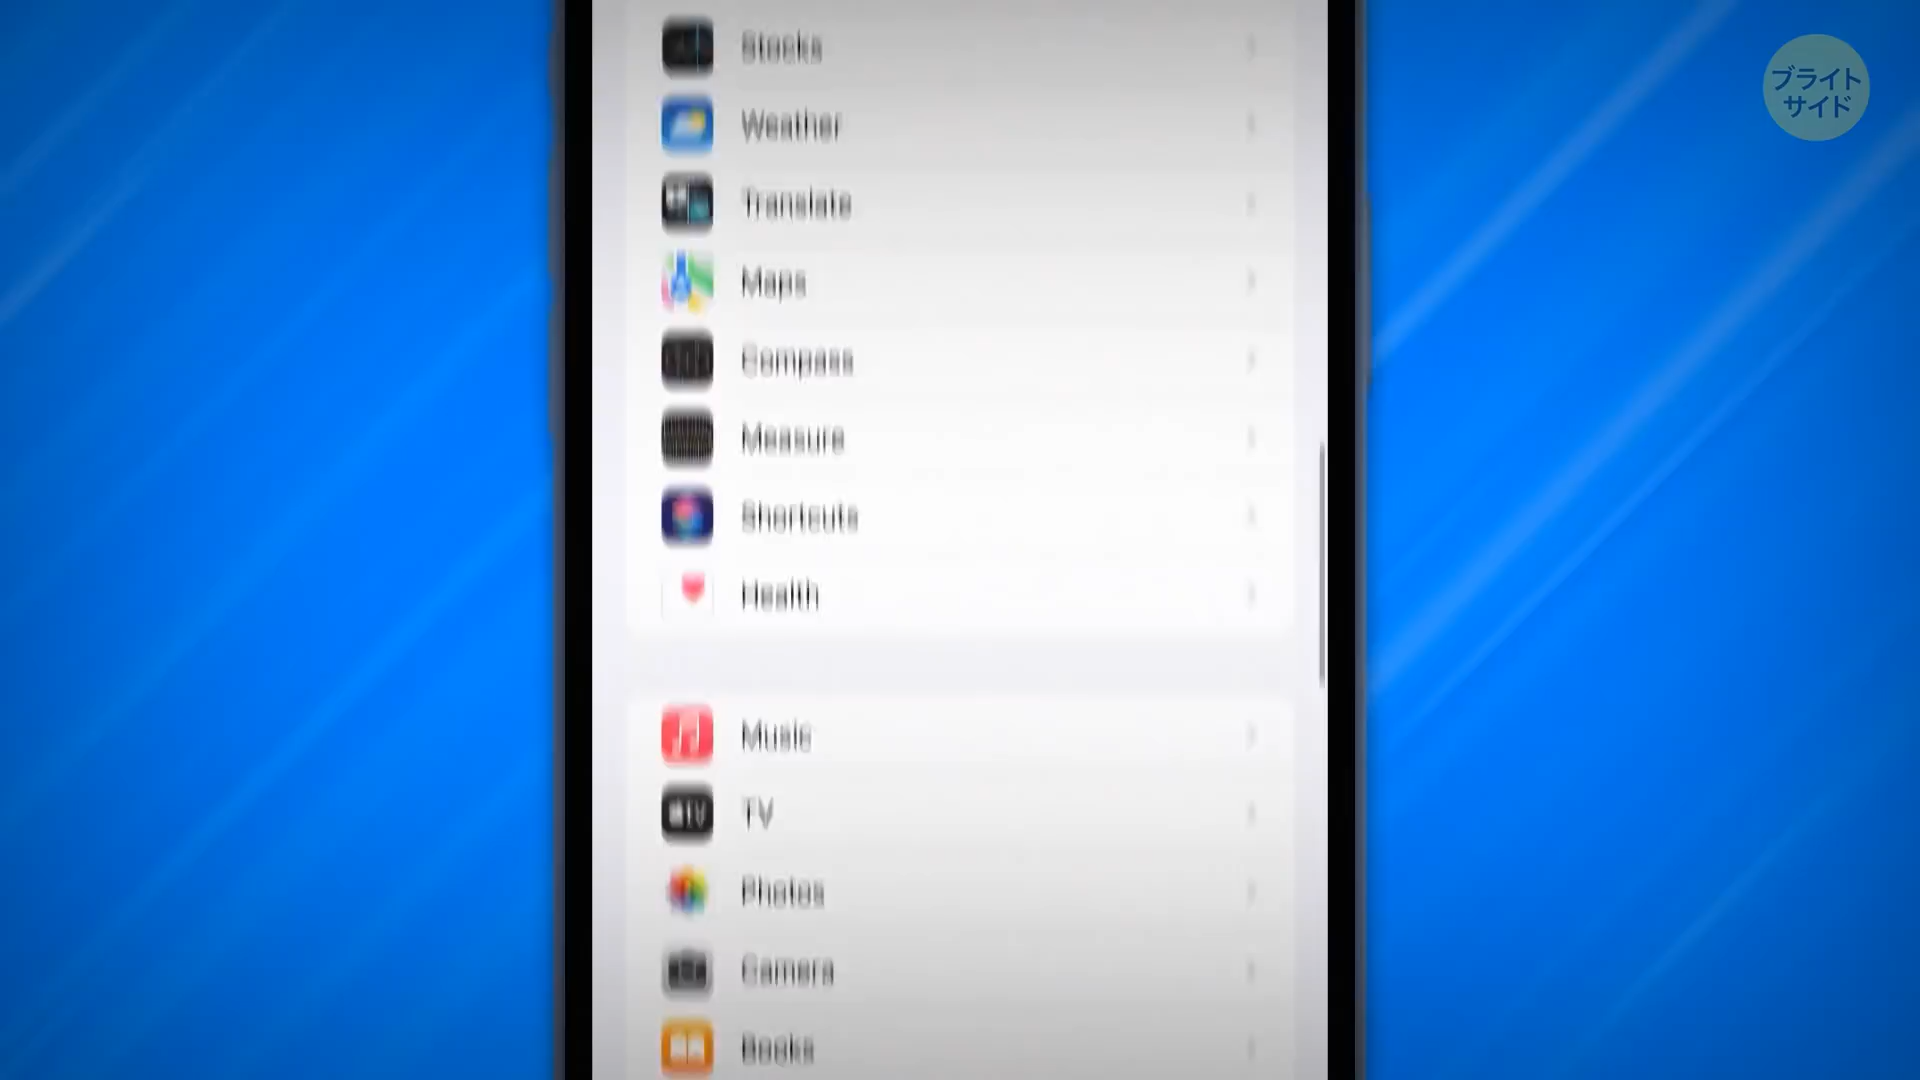 ブライト
サイド
Stocks
Weather
Translate
Maps
Compass
Measure
Shortcuts
Health
Music
TV
Photos
Camera
Books